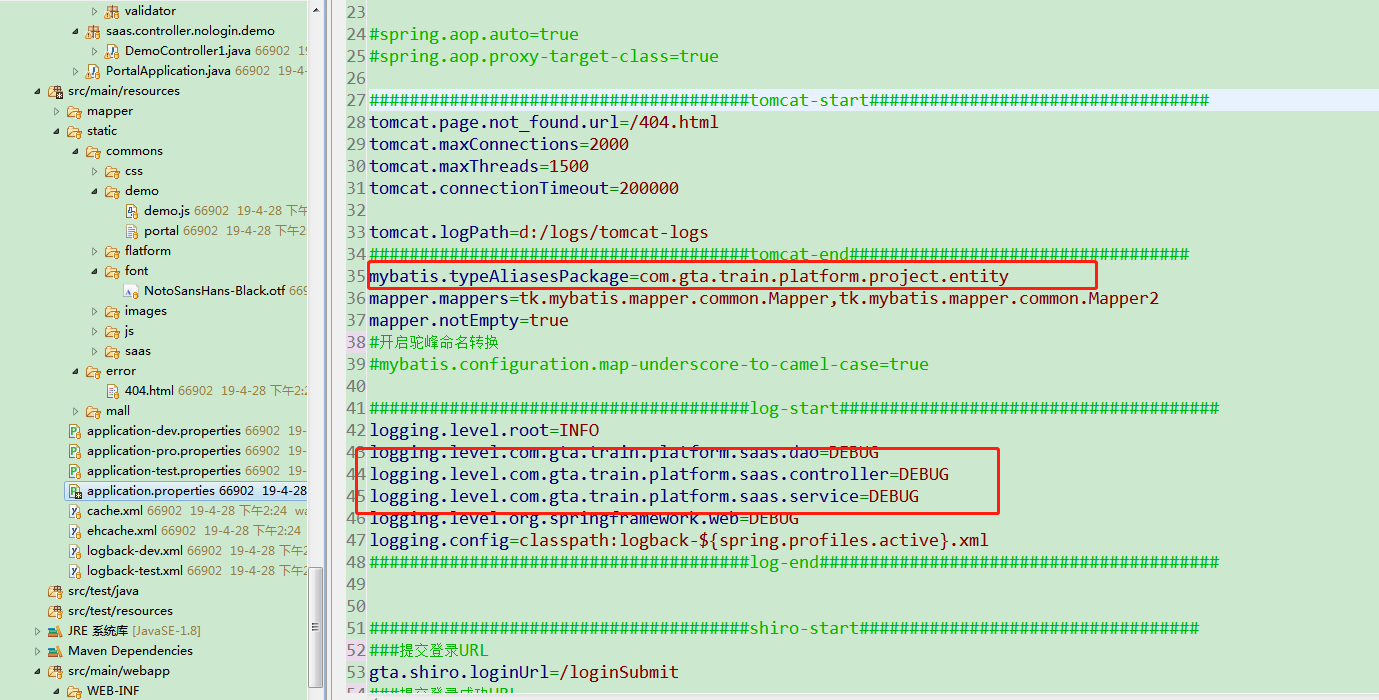 validator
saas.controller.nologin.demo
DemoController1.java 66902 19
PortalApplication.java 66902 19-4-
src/main/resources
mapper
static
commons
css
demo
demo.js 66902 19-4-28 下午
portal 66902 19-4-28 下午2
flatform
font
NotoSansHans-Black.otf 669
images
js
saas
error
404.html 66902 19-4-28 下午2:2
mall
application-dev.properties 66902 19-
application-pro.properties 66902 19-
application-test.properties 66902 19-
application.properties 66902 19-4-28
cache.xml 66902 19-4-28 下午2:24 wa
ehcache.xml 66902 19-4-28 下午2:24
logback-dev.xml 66902 19-4-28 下午2
logback-test.xml 66902 19-4-28 下午2
src/test/java
src/test/resources
JRE 系统库 [JavaSE-1.8]
Maven Dependencies
src/main/webapp
WEB-INF
23
24 #spring.aop.auto=true
25 #spring.aop.proxy-target-class=true
26
27 ######################################tomcat-start##################################
28 tomcat.page.not_found.url=/404.html
29 tomcat.maxConnections=2000
30 tomcat.maxThreads=1500
31 tomcat.connectionTimeout=200000
32
33 tomcat.logPath=d:/logs/tomcat-logs
34 ######################################tomcat-end##################################
35 mybatis.typeAliasesPackage=com.gta.train.platform.project.entity
36 mapper.mappers=tk.mybatis.mapper.common.Mapper,tk.mybatis.mapper.common.Mapper2
37 mapper.notEmpty=true
38 #开启驼峰命名转换
39 #mybatis.configuration.map-underscore-to-camel-case=true
40
41 ######################################log-start######################################
42 logging.level.root=INFO
43 logging.level.com.gta.train.platform.saas.dao=DEBUG
44 logging.level.com.gta.train.platform.saas.controller=DEBUG
45 logging.level.com.gta.train.platform.saas.service=DEBUG
46 logging.level.org.springframework.web=DEBUG
47 logging.config=classpath:logback-${spring.profiles.active}.xml
48 ######################################log-end########################################
49
50
51 ######################################shiro-start##################################
52 ###提交登录URL
53 gta.shiro.loginUrl=/loginSubmit
54 ###提交登录成功URL